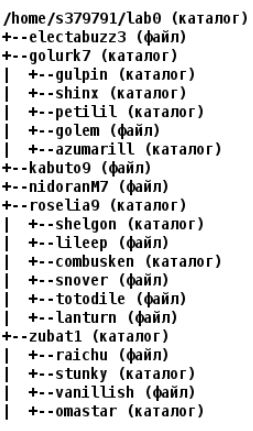 /home/s379791/lab0 (каталог)
+--electabuzz3 (файл)
+--golurk7 (каталог)
|  +--gulpin (каталог)
|  +--shinx (каталог)
|  +--petilil (каталог)
|  +--golem (файл)
|  +--azumarill (каталог)
+--kabuto9 (файл)
+--nidoranM7 (файл)
+--roselia9 (каталог)
|  +--shelgon (каталог)
|  +--lileep (файл)
|  +--combusken (каталог)
|  +--snover (файл)
|  +--totodile (файл)
|  +--lanturn (файл)
+--zubat1 (каталог)
|  +--raichu (файл)
|  +--stunky (каталог)
|  +--vanillish (файл)
|  +--omastar (каталог)